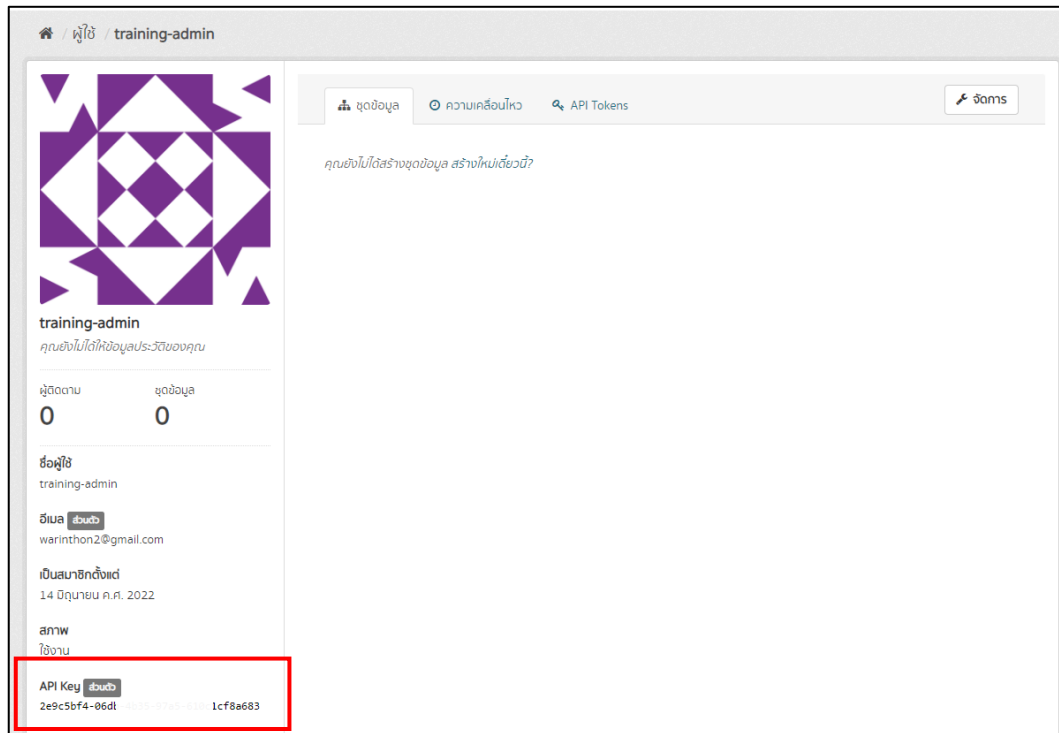 / ผู้ใช้ / training-admin
ชุดข้อมูล
ความเคลื่อนไหว
API Tokens
จัดการ
คุณยังไม่ได้สร้างชุดข้อมูล สร้างใหม่เดี๋ยวนี้?
training-admin
คุณยังไม่ได้ให้ข้อมูลประวัติของคุณ
ผู้ติดตาม ชุดข้อมูล
0 0
ชื่อผู้ใช้
training-admin
อีเมล ส่วนตัว
warinthon2@gmail.com
เป็นสมาชิกตั้งแต่
14 มิถุนายน ค.ศ. 2022
สภาพ
ใช้งาน
API Key ส่วนตัว
2e9c5bf4-06d 1cf8a683